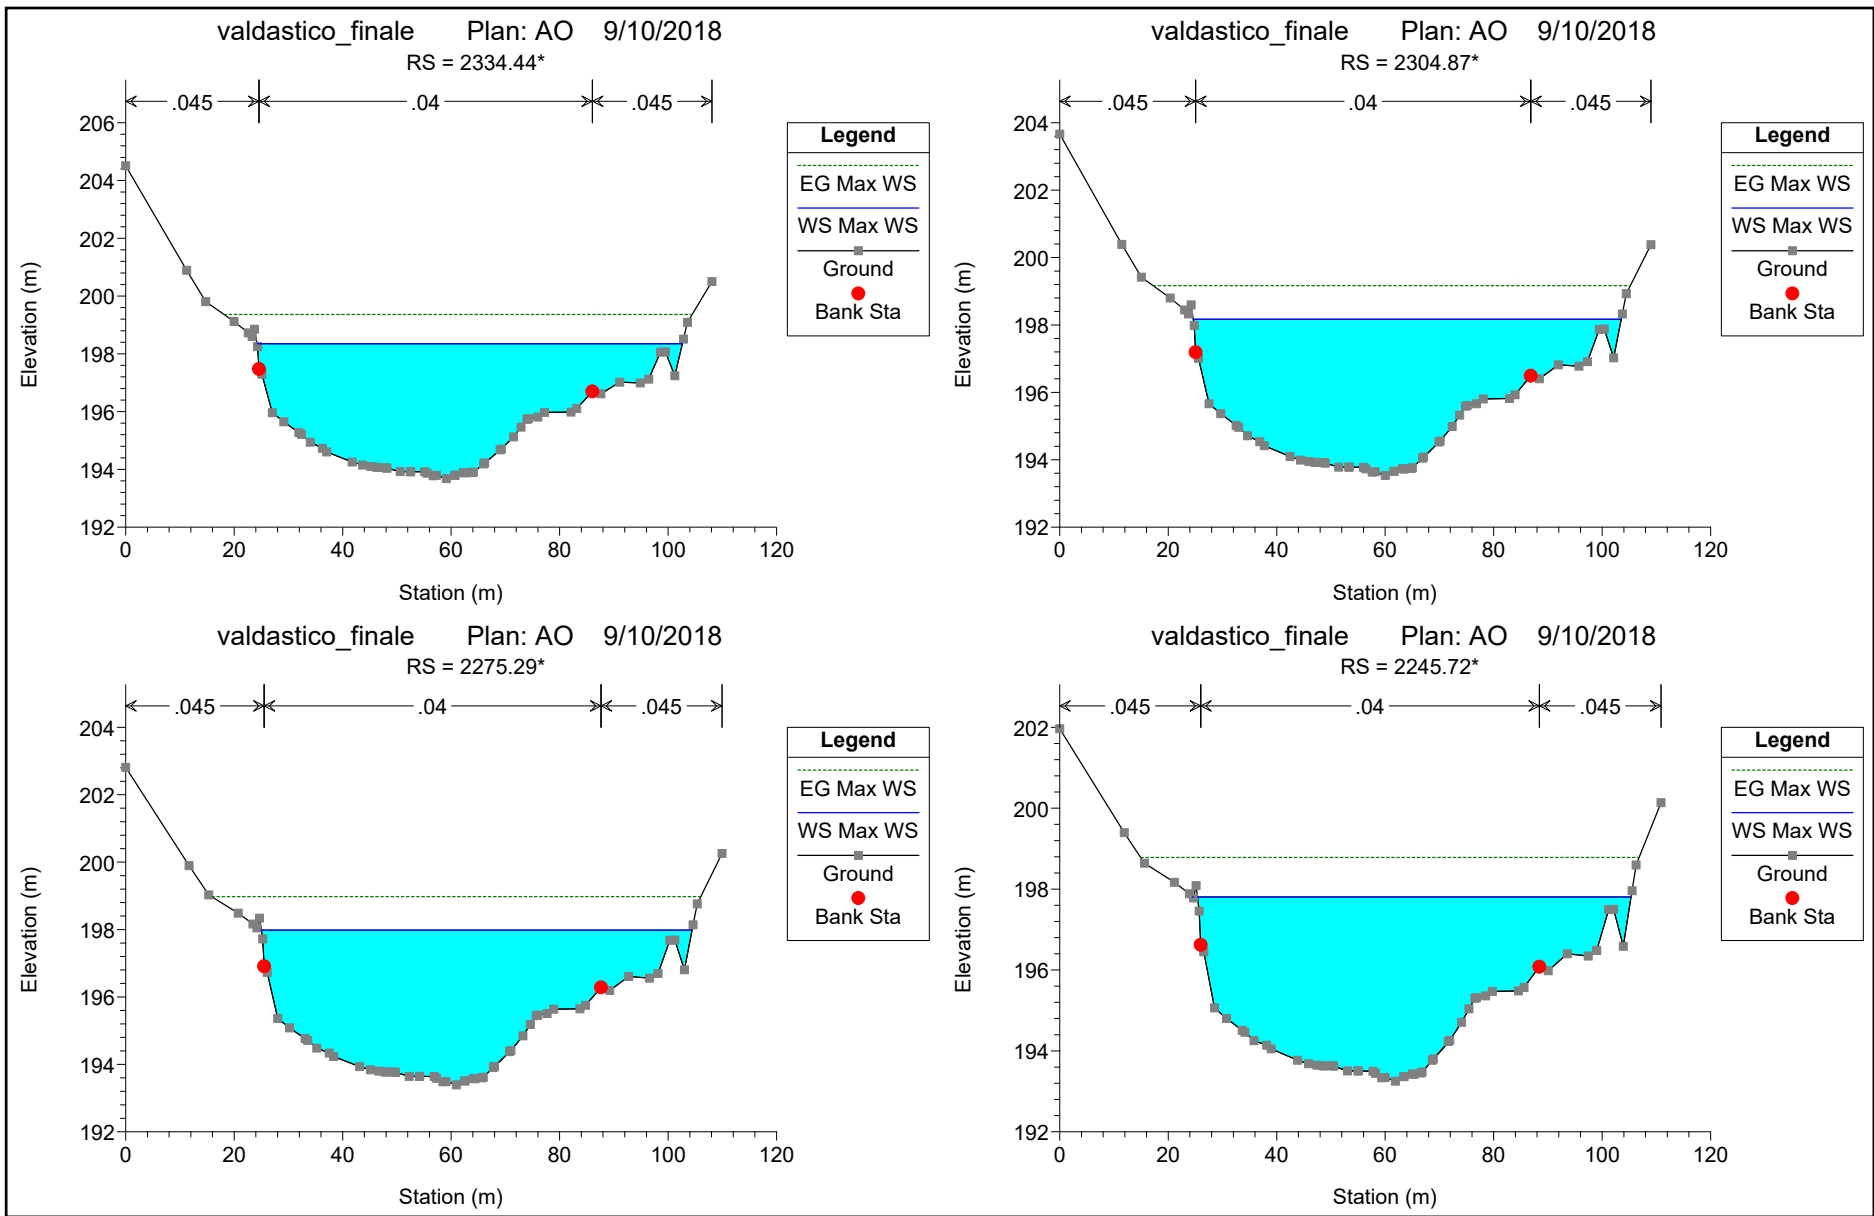 valdastico_finale Plan: AO 9/10/2018
RS = 2334.44*
.045 .04 .045
206
204
202
200
198
196
194
192
0 20 40 60 80 100 120
Elevation (m)
Station (m)
Legend
EG Max WS
WS Max WS
Ground
Bank Sta
valdastico_finale Plan: AO 9/10/2018
RS = 2304.87*
.045 .04 .045
204
202
200
198
196
194
192
0 20 40 60 80 100 120
Elevation (m)
Station (m)
Legend
EG Max WS
WS Max WS
Ground
Bank Sta
valdastico_finale Plan: AO 9/10/2018
RS = 2275.29*
.045 .04 .045
204
202
200
198
196
194
192
0 20 40 60 80 100 120
Elevation (m)
Station (m)
Legend
EG Max WS
WS Max WS
Ground
Bank Sta
valdastico_finale Plan: AO 9/10/2018
RS = 2245.72*
.045 .04 .045
202
200
198
196
194
192
0 20 40 60 80 100 120
Elevation (m)
Station (m)
Legend
EG Max WS
WS Max WS
Ground
Bank Sta